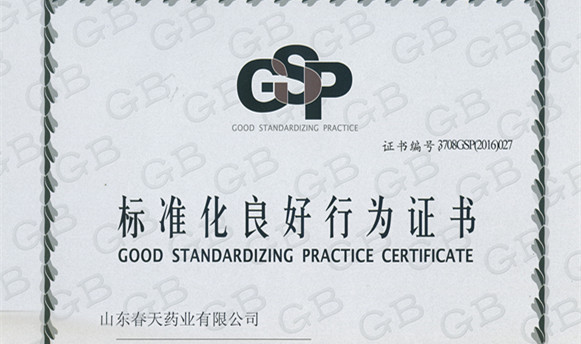 GSP
GOOD STANDARDIZING PRACTICE
证书编号 3708GSP(2016)027
标准化良好行为证书
GOOD STANDARDIZING PRACTICE CERTIFICATE
山东春天药业有限公司